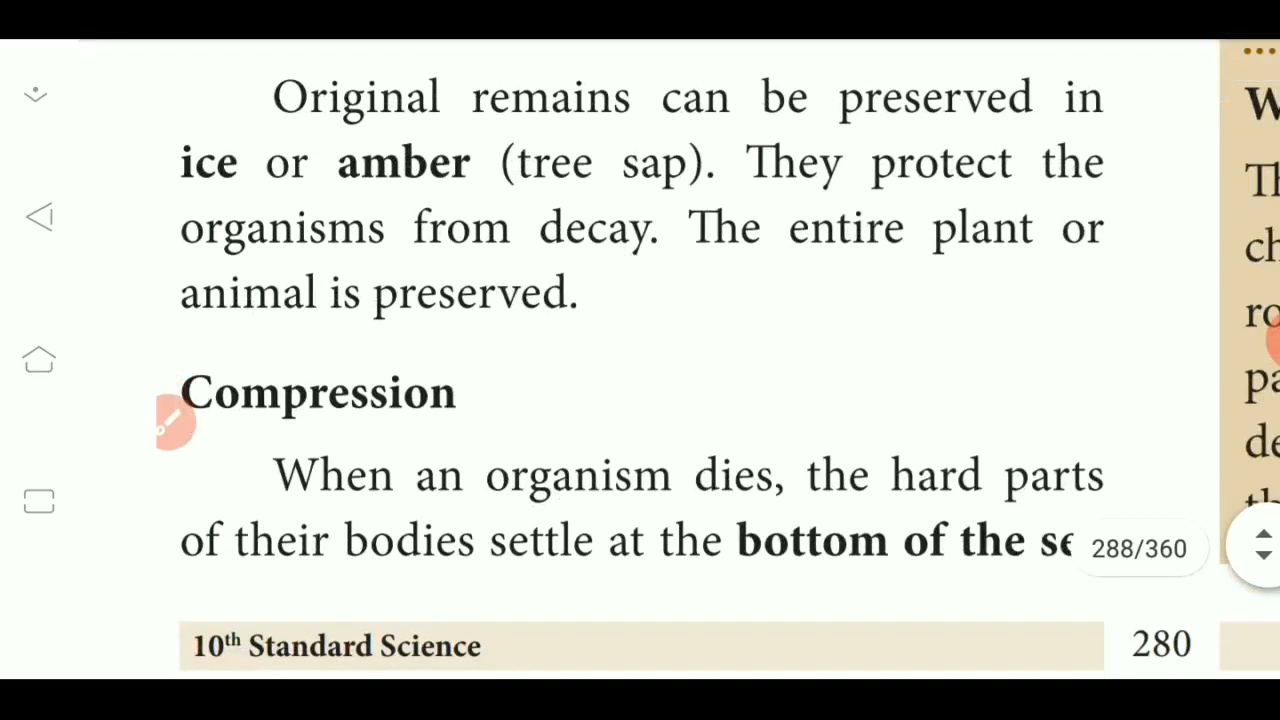 Original remains can be preserved in
ice or amber (tree sap). They protect the
organisms from decay. The entire plant or
animal is preserved.
Compression
When an organism dies, the hard parts
of their bodies settle at the bottom of the
288/360
10th Standard Science
280